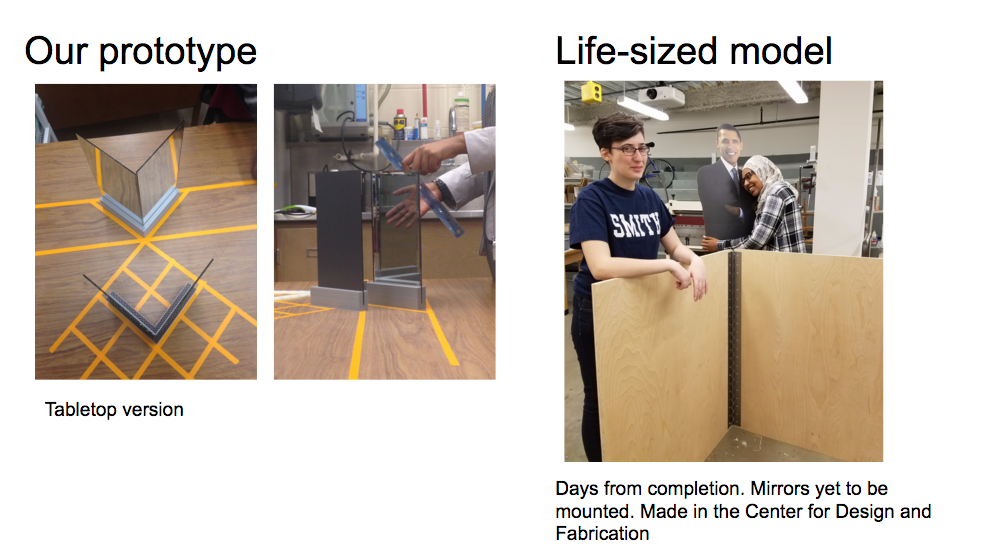 Our prototype
Life-sized model
SMITH
Tabletop version
Days from completion. Mirrors yet to be
mounted. Made in the Center for Design and
Fabrication